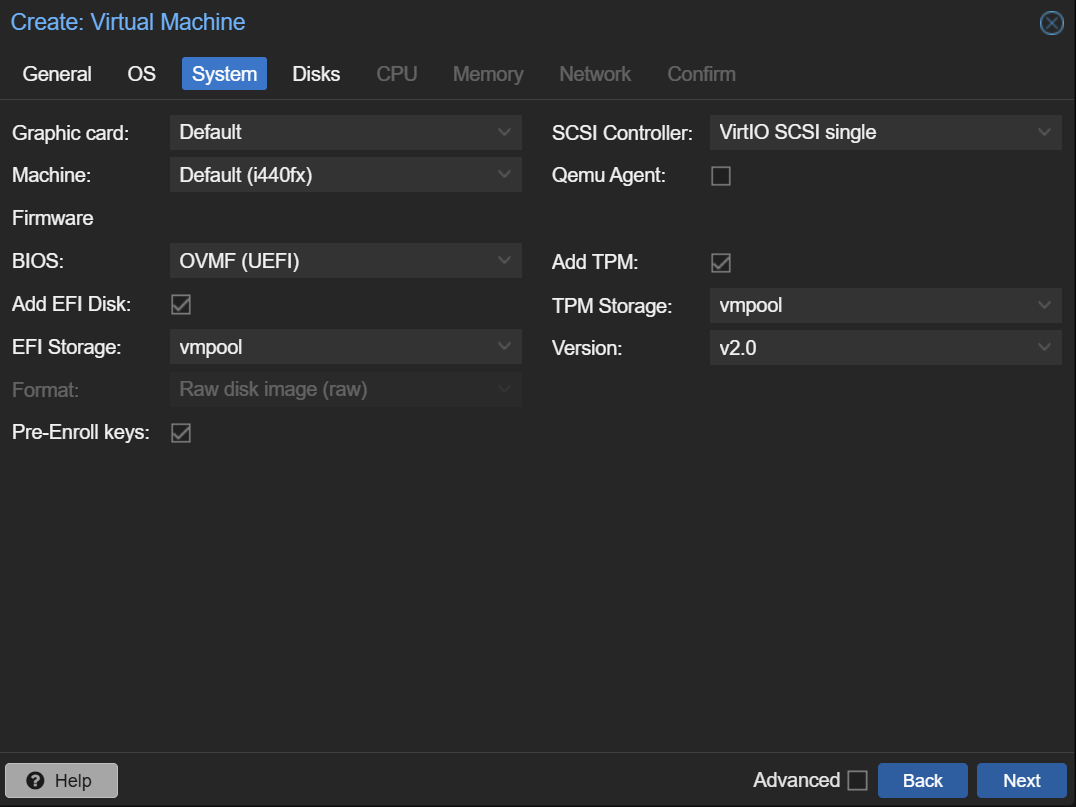 Create: Virtual Machine
General OS System Disks CPU Memory Network Confirm
Graphic card: Default SCSI Controller: VirtIO SCSI single
Machine: Default (i440fx) Qemu Agent:
Firmware
BIOS: OVMF (UEFI) Add TPM:
Add EFI Disk: TPM Storage: vmpool
EFI Storage: vmpool Version: v2.0
Format: Raw disk image (raw)
Pre-Enroll keys:
? Help Advanced Back Next